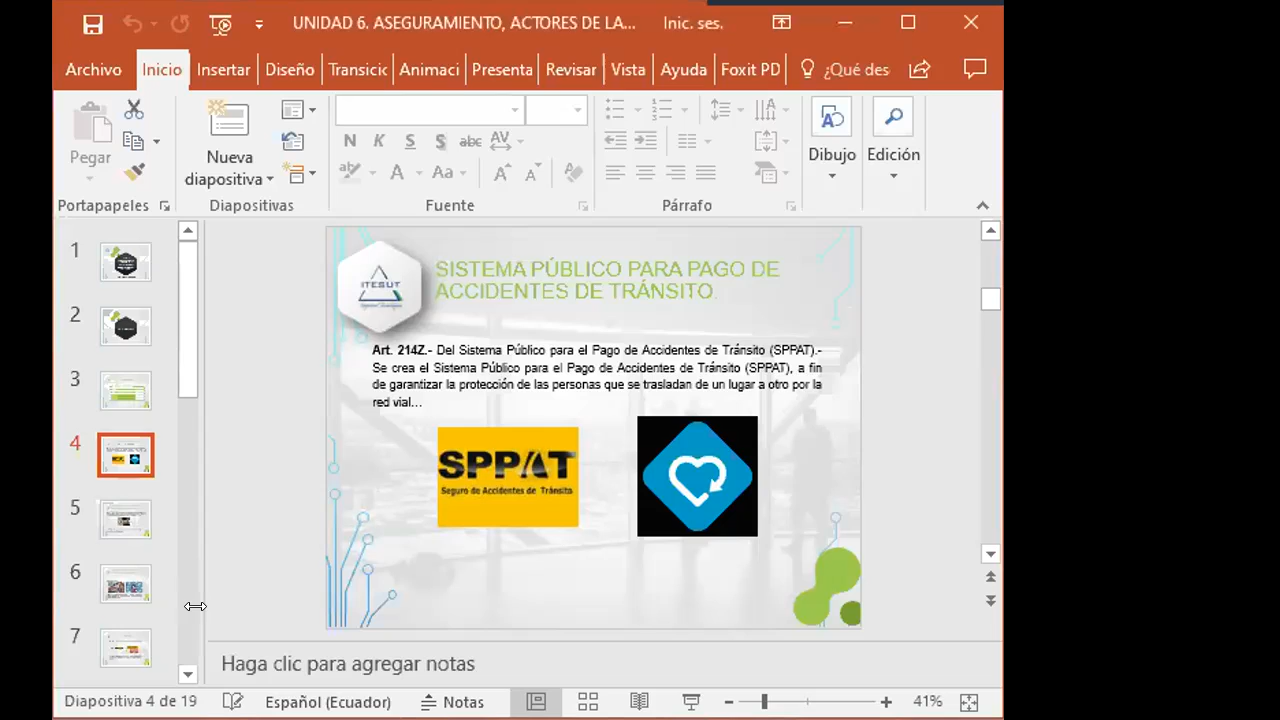 UNIDAD 6. ASEGURAMIENTO, ACTORES DE LA...
Inic. ses.
Archivo
Inicio
Insertar
Diseño
Transicic
Animaci
Presenta
Revisar
Vista
Ayuda
Foxit PD
¿Qué des
Pegar
Nueva
diapositiva
N K S S abc AV
A Aa A A
Dibujo
Edición
Portapapeles
Diapositivas
Fuente
Párrafo
1
2
3
4
5
6
7
ITESUT
SISTEMA PÚBLICO PARA PAGO DE
ACCIDENTES DE TRÁNSITO.
Art. 214Z.- Del Sistema Público para el Pago de Accidentes de Tránsito (SPPAT).-
Se crea el Sistema Público para el Pago de Accidentes de Tránsito (SPPAT), a fin
de garantizar la protección de las personas que se trasladan de un lugar a otro por la
red vial...
SPPAT
Seguro de Accidentes de Tránsito
Haga clic para agregar notas
Diapositiva 4 de 19
Español (Ecuador)
Notas
41%